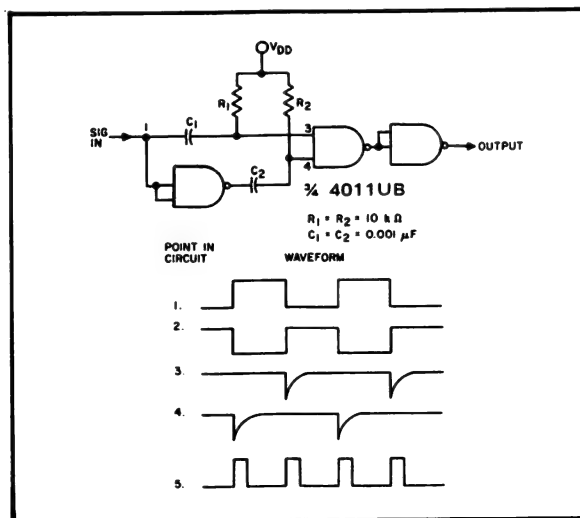 VDD
R1
R2
SIG IN
1
C1
3
4
C2
OUTPUT
¾ 4011UB
R1 = R2 = 10 k Ω
C1 = C2 = 0.001 μF
POINT IN CIRCUIT
WAVEFORM
1.
2.
3.
4.
5.